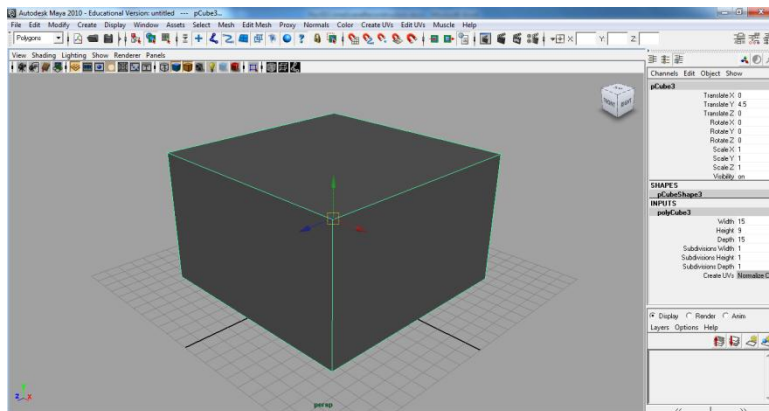 Autodesk Maya 2010 - Educational Version: untitled --- pCube3...
File Edit Modify Create Display Window Assets Select Mesh Edit Mesh Proxy Normals Color Create UVs Edit UVs Muscle Help
Polygons X: Y: Z:
View Shading Lighting Show Renderer Panels
Channels Edit Object Show
pCube3
Translate X 0
Translate Y 4.5
Translate Z 0
Rotate X 0
Rotate Y 0
Rotate Z 0
Scale X 1
Scale Y 1
Scale Z 1
Visibility on
SHAPES
pCubeShape3
INPUTS
polyCube3
Width 15
Height 9
Depth 15
Subdivisions Width 1
Subdivisions Height 1
Subdivisions Depth 1
Create UVs Normalize C
Display Render Anim
Layers Options Help
persp